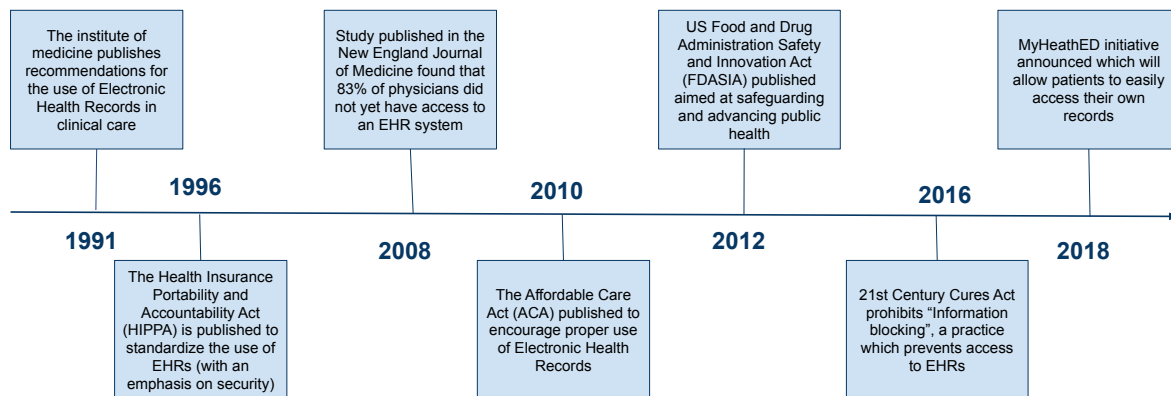 The institute of
medicine publishes
recommendations for
the use of Electronic
Health Records in
clinical care
Study published in the
New England Journal
of Medicine found that
83% of physicians did
not yet have access to
an EHR system
US Food and Drug
Administration Safety
and Innovation Act
(FDASIA) published
aimed at safeguarding
and advancing public
health
MyHeathED initiative
announced which will
allow patients to easily
access their own
records
1996
2010
2016
1991
2008
2012
2018
The Health Insurance
Portability and
Accountability Act
(HIPPA) is published to
standardize the use of
EHRs (with an
emphasis on security)
The Affordable Care
Act (ACA) published to
encourage proper use
of Electronic Health
Records
21st Century Cures Act
prohibits “Information
blocking”, a practice
which prevents access
to EHRs